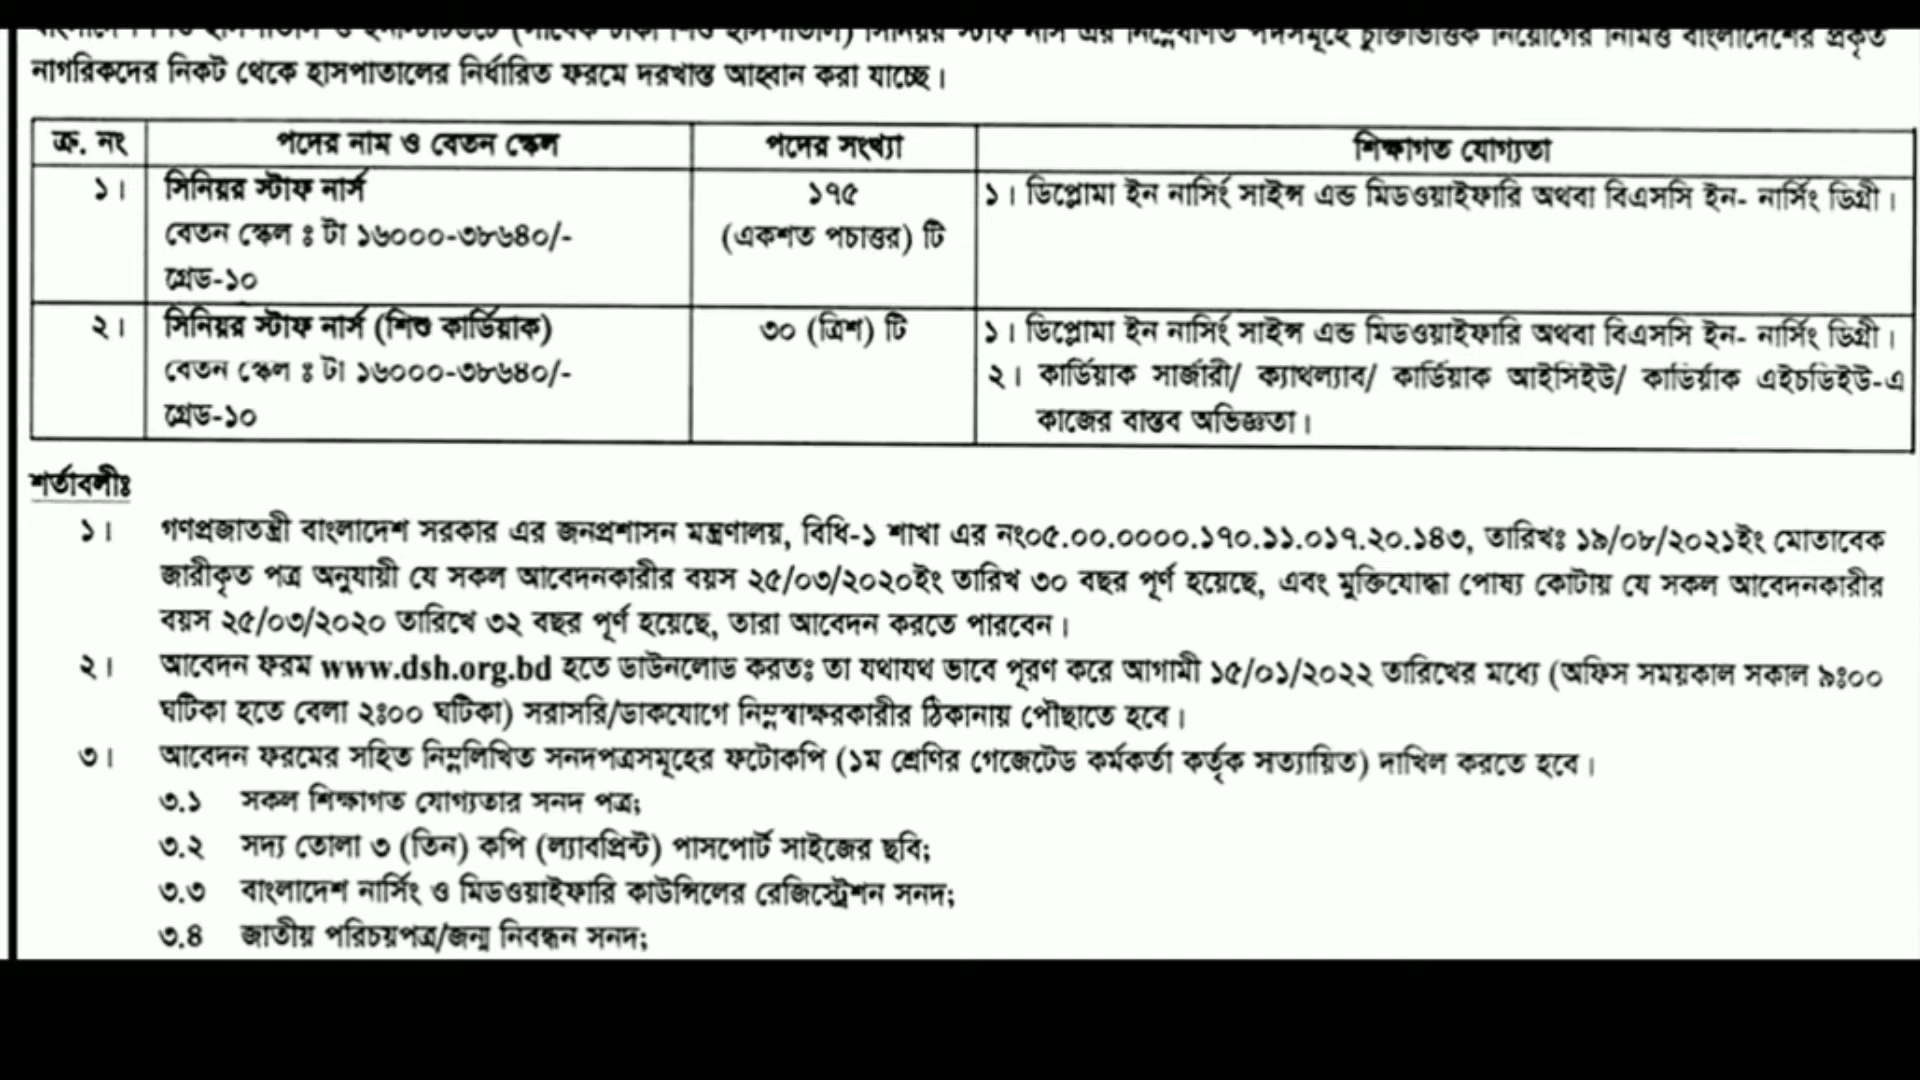 বাংলাদেশ শিশু হাসপাতাল ও ইনস্টিটিউটে (সাবেক ঢাকা শিশু হাসপাতাল) সিনিয়র স্টাফ নার্স এর নিম্নেবর্ণিত পদসমূহে চুক্তিভিত্তিক নিয়োগের নিমিত্ত বাংলাদেশের প্রকৃত
নাগরিকদের নিকট থেকে হাসপাতালের নির্ধারিত ফরমে দরখাস্ত আহ্বান করা যাচ্ছে।
ক্র. নং পদের নাম ও বেতন স্কেল পদের সংখ্যা শিক্ষাগত যোগ্যতা
১। সিনিয়র স্টাফ নার্স ১৭৫ ১। ডিপ্লোমা ইন নার্সিং সাইন্স এন্ড মিডওয়াইফারি অথবা বিএসসি ইন- নার্সিং ডিগ্রী।
বেতন স্কেল ঃ টা ১৬০০০-৩৮৬৪০/- (একশত পচাত্তর) টি
গ্রেড-১০
২। সিনিয়র স্টাফ নার্স (শিশু কার্ডিয়াক) ৩০ (ত্রিশ) টি ১। ডিপ্লোমা ইন নার্সিং সাইন্স এন্ড মিডওয়াইফারি অথবা বিএসসি ইন- নার্সিং ডিগ্রী।
বেতন স্কেল ঃ টা ১৬০০০-৩৮৬৪০/- ২। কার্ডিয়াক সার্জারী/ ক্যাথল্যাব/ কার্ডিয়াক আইসিইউ/ কার্ডিয়াক এইচডিইউ-এ
গ্রেড-১০ কাজের বাস্তব অভিজ্ঞতা।
শর্তাবলীঃ
১। গণপ্রজাতন্ত্রী বাংলাদেশ সরকার এর জনপ্রশাসন মন্ত্রণালয়, বিধি-১ শাখা এর নং০৫.০০.০০০০.১৭০.১১.০১৭.২০.১৪৩, তারিখঃ ১৯/০৮/২০২১ইং মোতাবেক
জারীকৃত পত্র অনুযায়ী যে সকল আবেদনকারীর বয়স ২৫/০৩/২০২০ইং তারিখ ৩০ বছর পূর্ণ হয়েছে, এবং মুক্তিযোদ্ধা পোষ্য কোটায় যে সকল আবেদনকারীর
বয়স ২৫/০৩/২০২০ তারিখে ৩২ বছর পূর্ণ হয়েছে, তারা আবেদন করতে পারবেন।
২। আবেদন ফরম www.dsh.org.bd হতে ডাউনলোড করতঃ তা যথাযথ ভাবে পূরণ করে আগামী ১৫/০১/২০২২ তারিখের মধ্যে (অফিস সময়কাল সকাল ৯ঃ০০
ঘটিকা হতে বেলা ২ঃ০০ ঘটিকা) সরাসরি/ডাকযোগে নিম্নস্বাক্ষরকারীর ঠিকানায় পৌছাতে হবে।
৩। আবেদন ফরমের সহিত নিম্নলিখিত সনদপত্রসমূহের ফটোকপি (১ম শ্রেণির গেজেটেড কর্মকর্তা কর্তৃক সত্যায়িত) দাখিল করতে হবে।
৩.১ সকল শিক্ষাগত যোগ্যতার সনদ পত্র;
৩.২ সদ্য তোলা ৩ (তিন) কপি (ল্যাবপ্রিন্ট) পাসপোর্ট সাইজের ছবি;
৩.৩ বাংলাদেশ নার্সিং ও মিডওয়াইফারি কাউন্সিলের রেজিস্ট্রেশন সনদ;
৩.৪ জাতীয় পরিচয়পত্র/জন্ম নিবন্ধন সনদ;